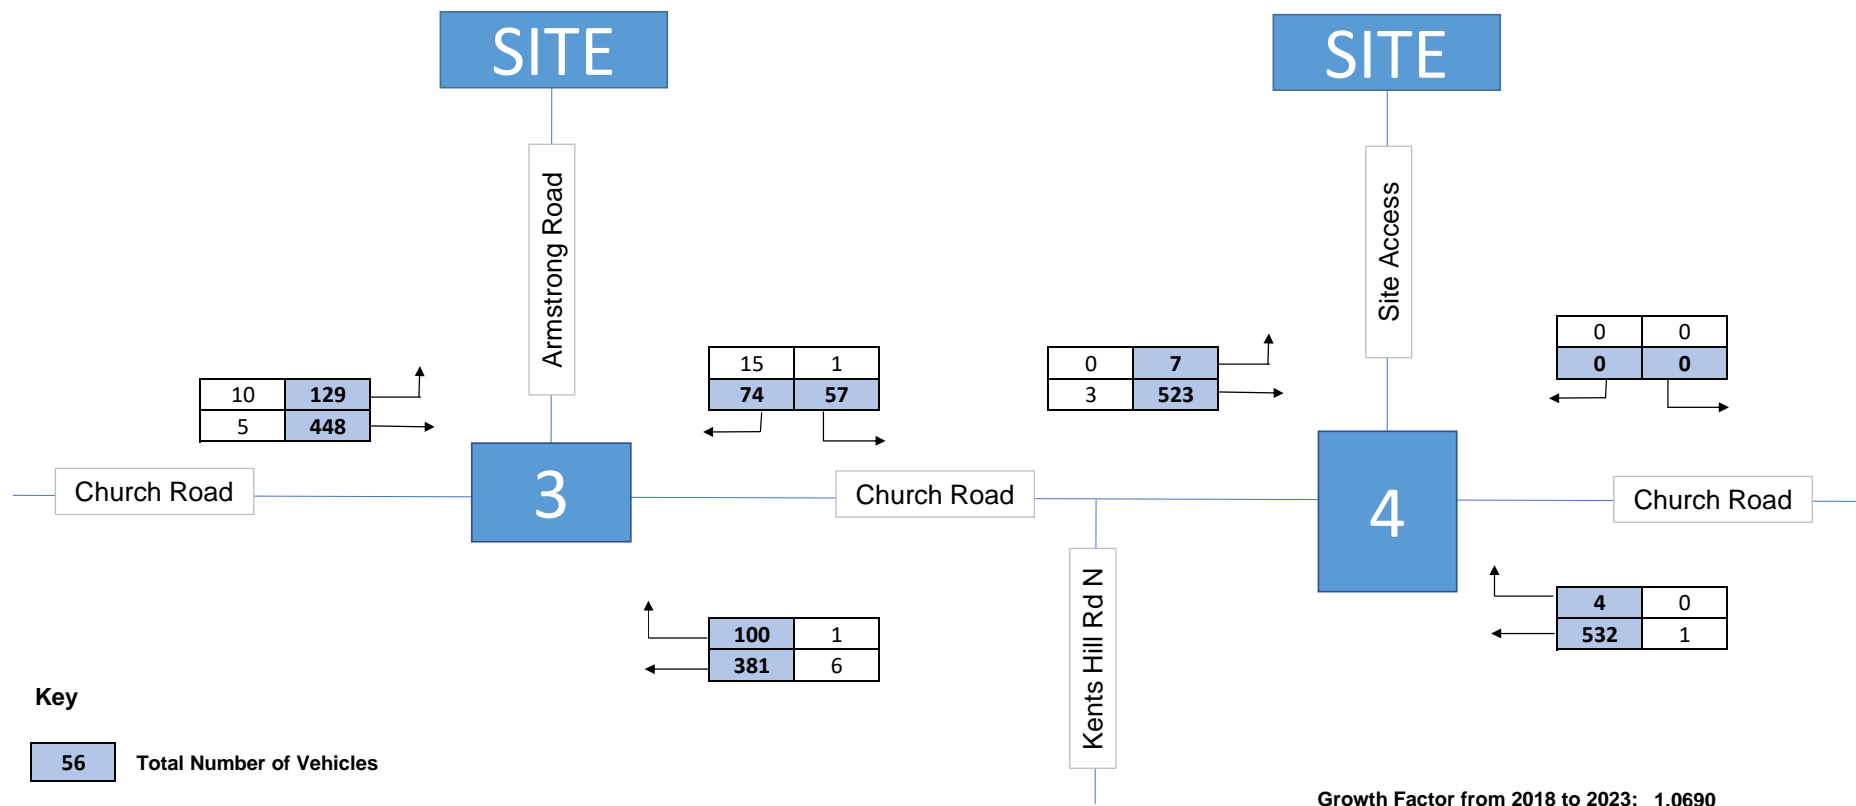 SITE
SITE
Armstrong Road
Site Access
10 129
5 448
15 1
74 57
0 7
3 523
0 0
0 0
Church Road
3
Church Road
4
Church Road
Kents Hill Rd N
100 1
381 6
4 0
532 1
Key
56 Total Number of Vehicles
Growth Factor from 2018 to 2023: 1.0690